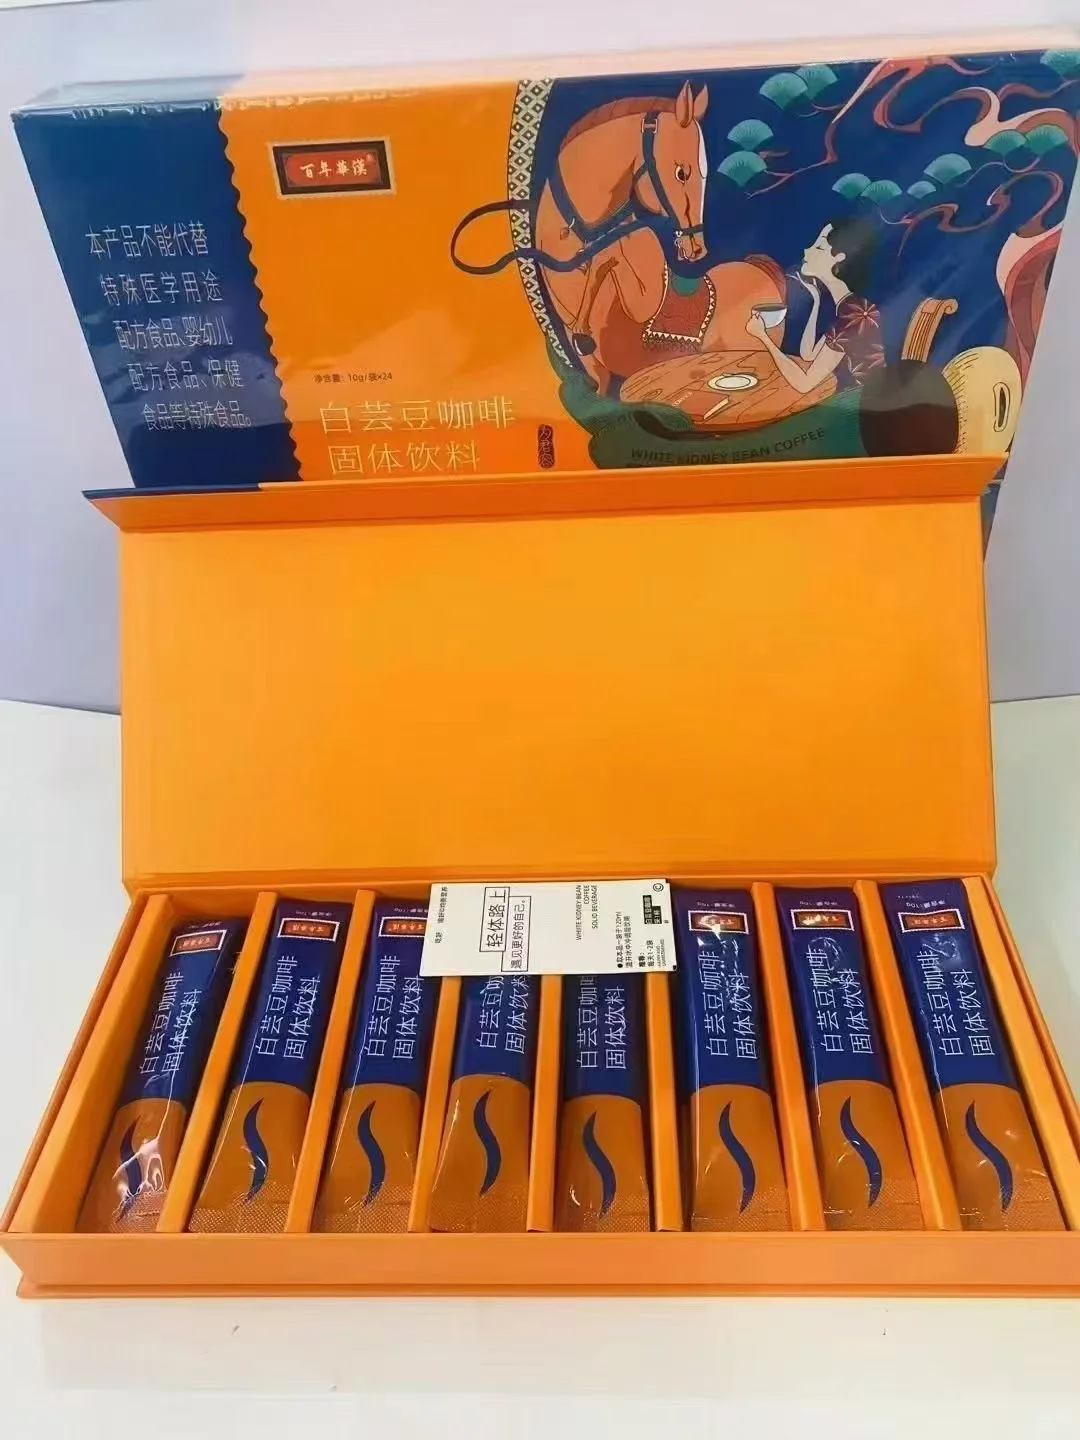 百年華漢
本产品不能代替
特殊医学用途
配方食品、婴幼儿
配方食品、保健
食品等特殊食品。
净含量：10g/袋×24
白芸豆咖啡
固体饮料
WHITE KIDNEY BEAN COFFEE
轻体路上
遇见更好的自己。
WHITE KIDNEY BEAN
COFFEE
SOLID BEVERAGE
白芸豆咖啡
固体饮料
白芸豆咖啡
固体饮料
白芸豆咖啡
固体饮料
白芸豆咖
固体饮料
白芸豆咖啡
固体饮料
白芸豆咖啡
固体饮料
白芸豆咖啡
固体饮料
白芸豆咖啡
固体饮料